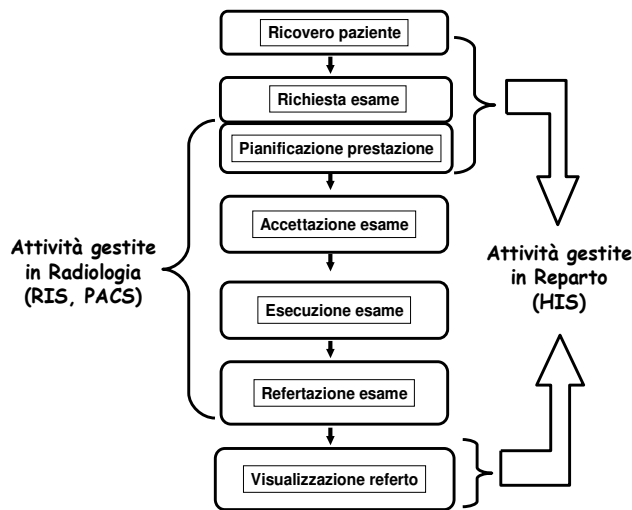 Ricovero paziente
Richiesta esame
Pianificazione prestazione
Accettazione esame
Attività gestite
in Radiologia
(RIS, PACS)
Attività gestite
in Reparto
(HIS)
Esecuzione esame
Refertazione esame
Visualizzazione referto